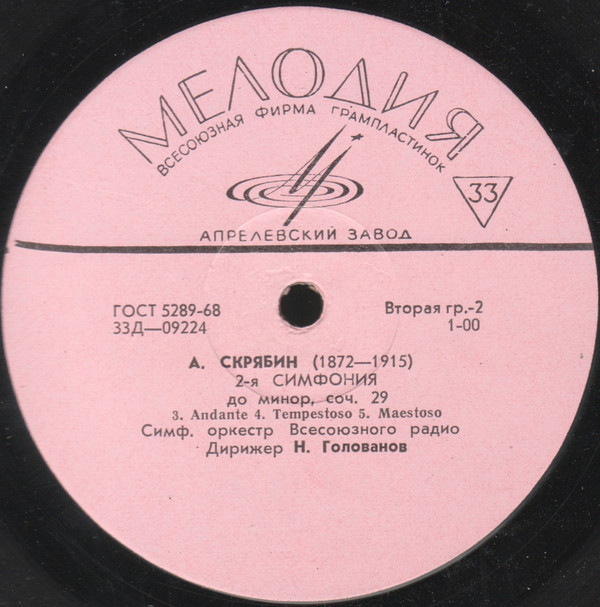 МЕЛОДИЯ
ВСЕСОЮЗНАЯ ФИРМА ГРАМПЛАСТИНОК
33
АПРЕЛЕВСКИЙ ЗАВОД
ГОСТ 5289-68 Вторая гр.-2
33Д—09224 1-00
А. СКРЯБИН (1872—1915)
2-я СИМФОНИЯ
до минор, соч. 29
3. Andante 4. Tempestoso 5. Maestoso
Симф. оркестр Всесоюзного радио
Дирижер Н. Голованов